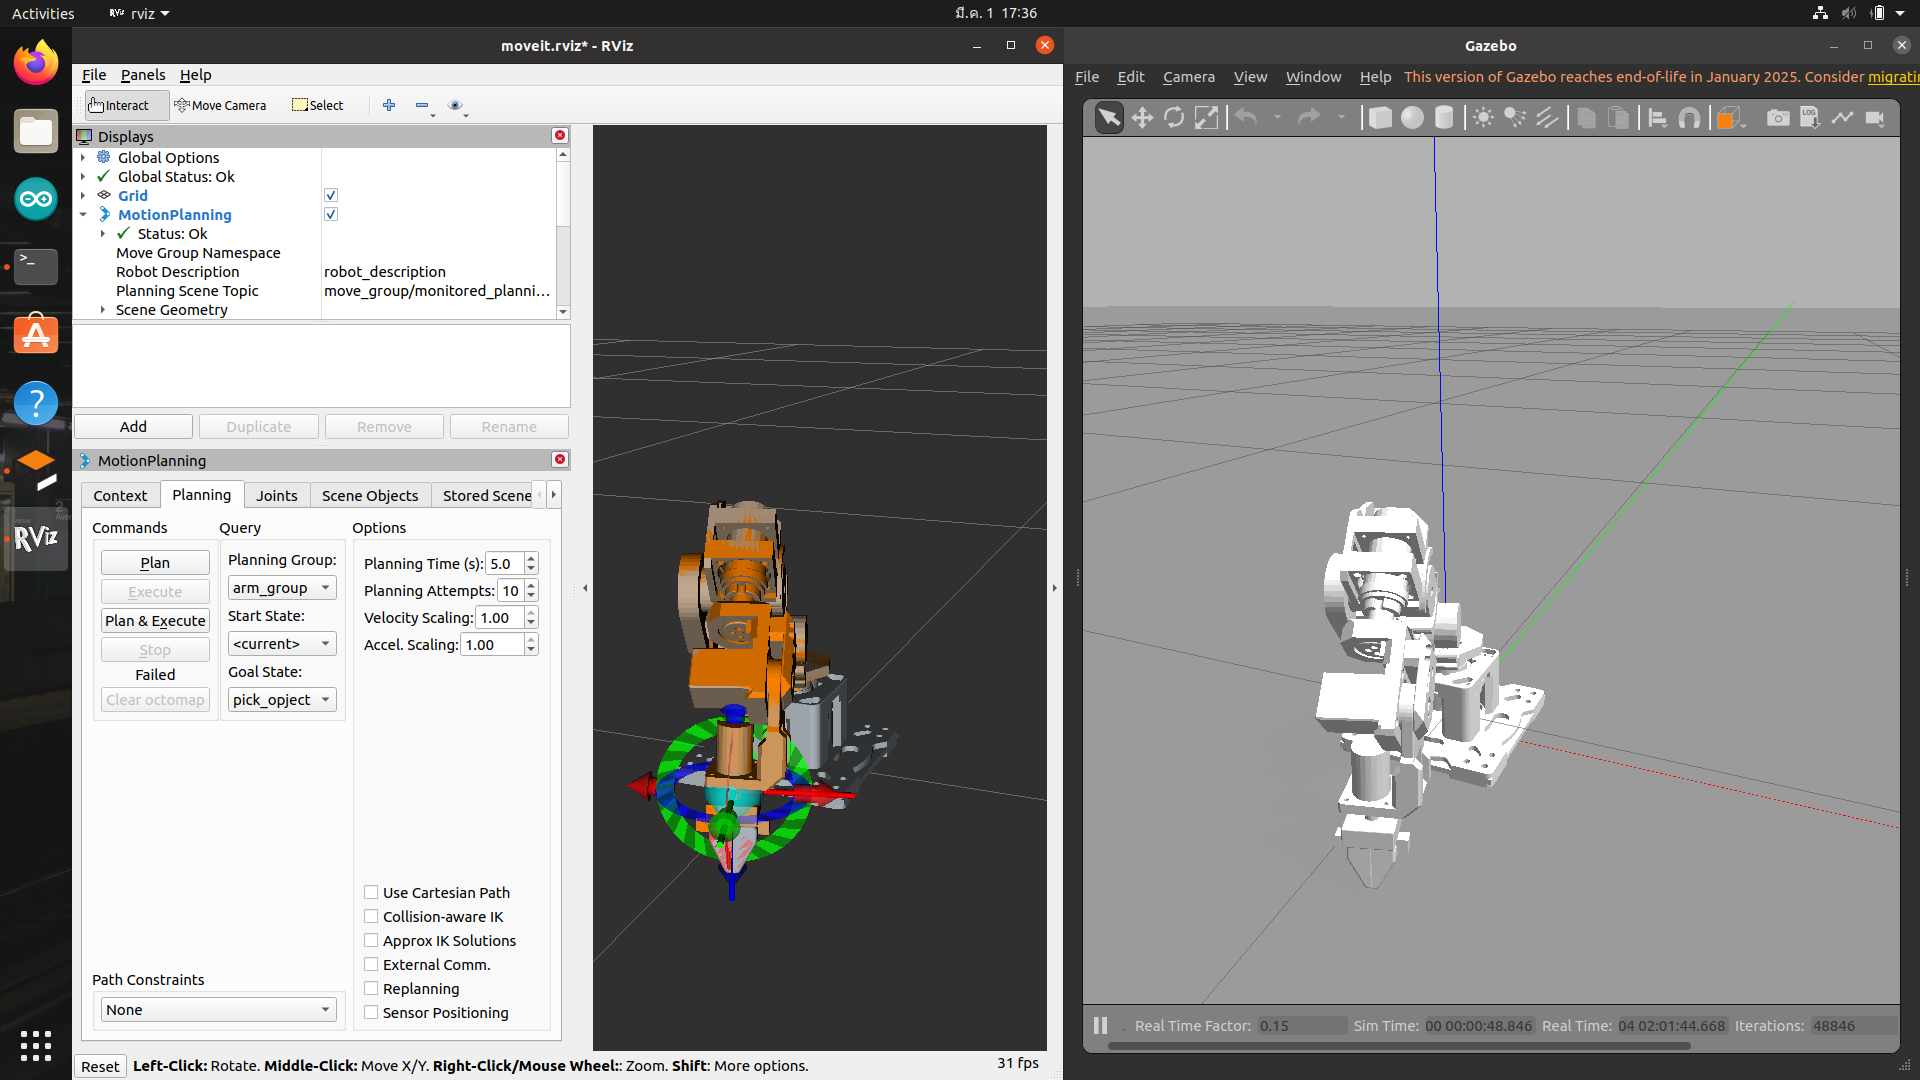 Activities
RViz rviz
มี.ค. 1 17:36
moveit.rviz* - RViz
File Panels Help
Interact Move Camera Select
Displays
Global Options
Global Status: Ok
Grid
MotionPlanning
Status: Ok
Move Group Namespace
Robot Description robot_description
Planning Scene Topic move_group/monitored_planni...
Scene Geometry
Add Duplicate Remove Rename
MotionPlanning
Context Planning Joints Scene Objects Stored Scene
Commands Query Options
Plan
Execute
Plan & Execute
Stop
Failed
Clear octomap
Planning Group:
arm_group
Start State:
<current>
Goal State:
pick_opject
Planning Time (s): 5.0
Planning Attempts: 10
Velocity Scaling: 1.00
Accel. Scaling: 1.00
Use Cartesian Path
Collision-aware IK
Approx IK Solutions
External Comm.
Replanning
Sensor Positioning
Path Constraints
None
Reset Left-Click: Rotate. Middle-Click: Move X/Y. Right-Click/Mouse Wheel:: Zoom. Shift: More options.
31 fps
RViz
Gazebo
File Edit Camera View Window Help This version of Gazebo reaches end-of-life in January 2025. Consider migratin
LOG
Real Time Factor: 0.15 Sim Time: 00 00:00:48.846 Real Time: 04 02:01:44.668 Iterations: 48846